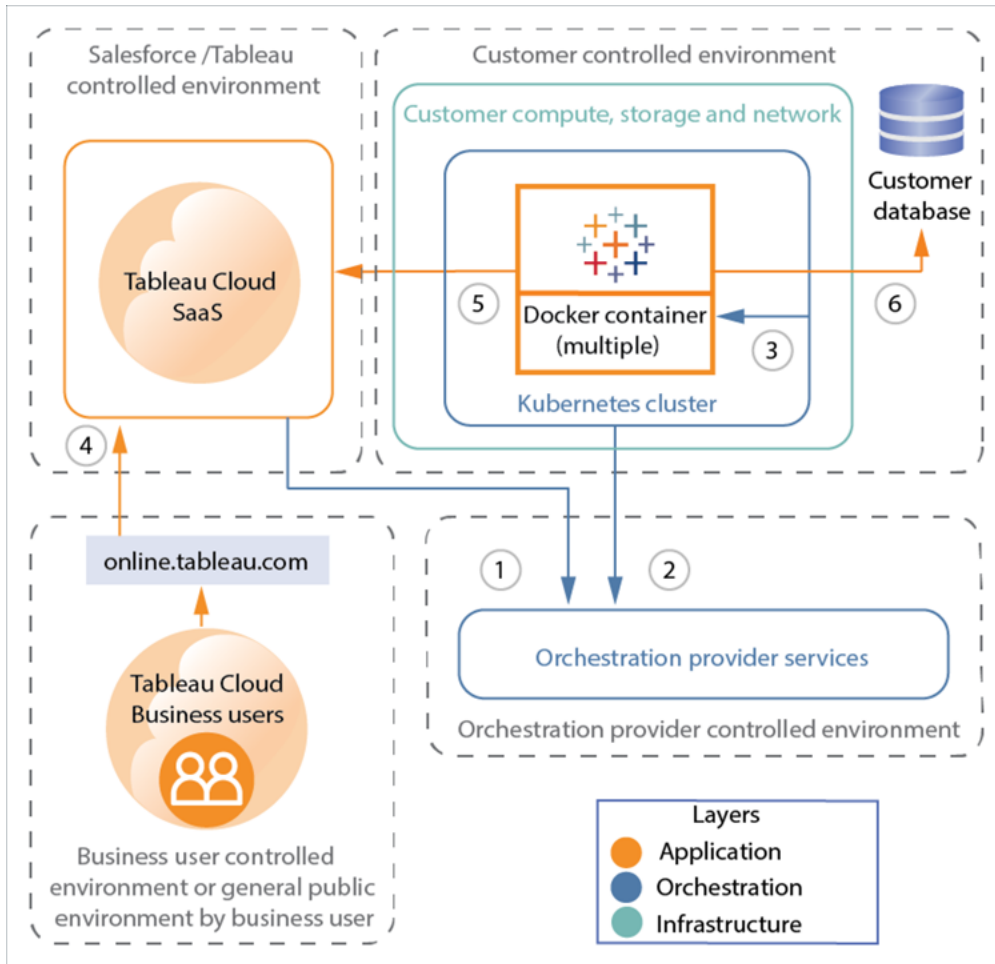 Salesforce /Tableau
controlled environment
Tableau Cloud
SaaS
4
Customer controlled environment
Customer compute, storage and network
Customer
database
Docker container
(multiple)
5
3
6
Kubernetes cluster
online.tableau.com
Tableau Cloud
Business users
Business user controlled
environment or general public
environment by business user
1
2
Orchestration provider services
Orchestration provider controlled environment
Layers
Application
Orchestration
Infrastructure